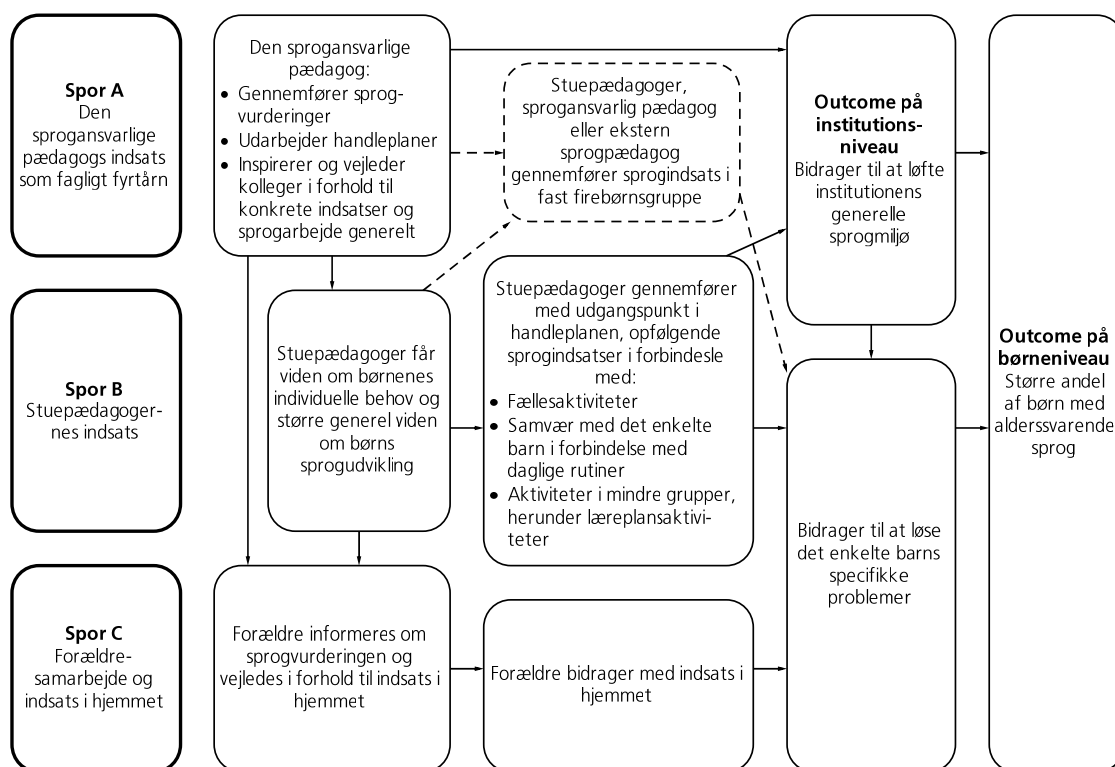 Spor A
Den
sprogansvarlige
pædagogs indsats
som fagligt fyrtårn
Den sprogansvarlige
pædagog:
• Gennemfører sprog-
vurderinger
• Udarbejder handleplaner
• Inspirerer og vejleder
kolleger i forhold til
konkrete indsatser og
sprogarbejde generelt
Stuepædagoger,
sprogansvarlig pædagog
eller ekstern
sprogpædagog
gennemfører sprogindsats i
fast firebørnsgruppe
Outcome på
institutions-
niveau
Bidrager til at løfte
institutionens
generelle
sprogmiljø
Outcome på
børneniveau
Større andel
af børn med
alderssvarende
sprog
Spor B
Stuepædagoger-
nes indsats
Stuepædagoger får
viden om børnenes
individuelle behov og
større generel viden
om børns
sprogudvikling
Stuepædagoger gennemfører
med udgangspunkt i
handleplanen, opfølgende
sprogindsatser i forbindesle
med:
• Fællesaktiviteter
• Samvær med det enkelte
barn i forbindelse med
daglige rutiner
• Aktiviteter i mindre grupper,
herunder læreplansaktivi-
teter
Bidrager til at løse
det enkelte barns
specifikke
problemer
Spor C
Forældre-
samarbejde og
indsats i hjemmet
Forældre informeres om
sprogvurderingen og
vejledes i forhold til indsats i
hjemmet
Forældre bidrager med indsats i
hjemmet